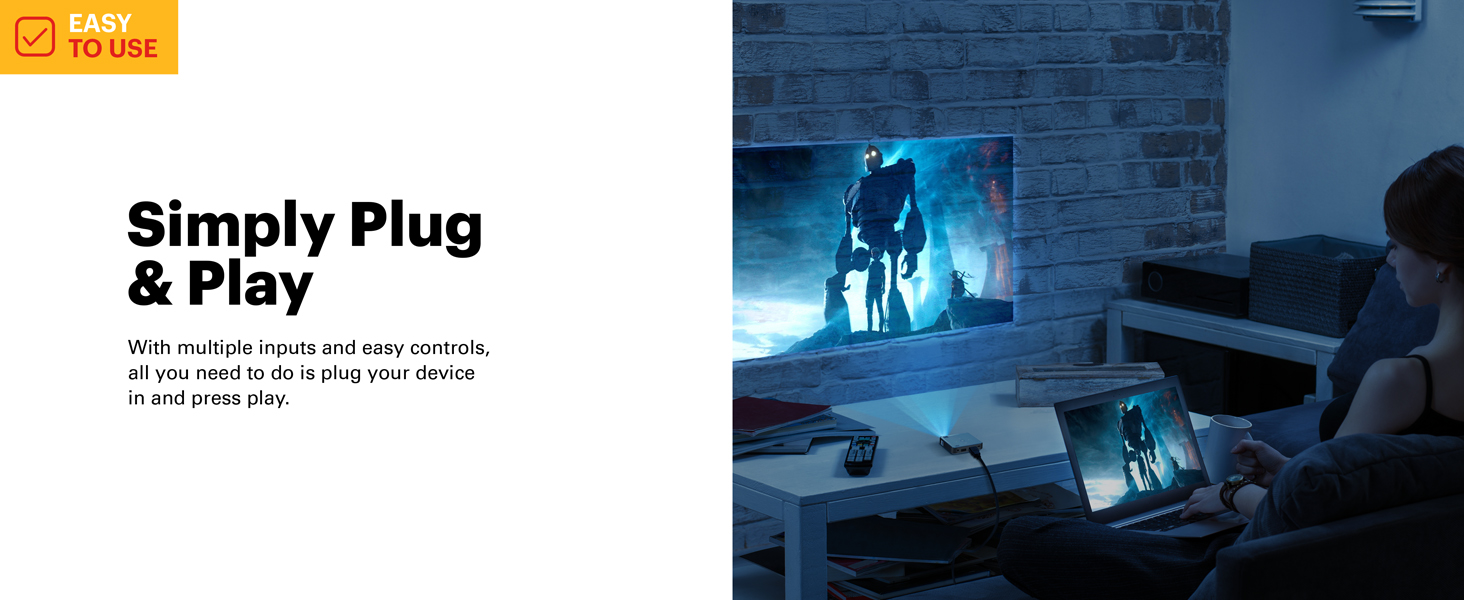 EASY
TO USE
Simply Plug
& Play
With multiple inputs and easy controls,
all you need to do is plug your device
in and press play.